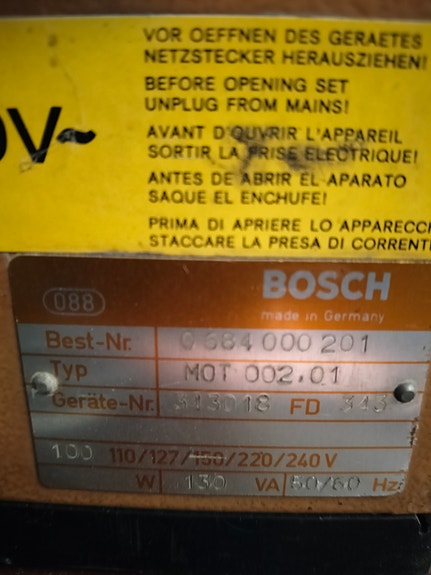 VOR OEFFNEN DES GERAETES
NETZSTECKER HERAUSZIEHEN!
BEFORE OPENING SET
UNPLUG FROM MAINS!
V~
AVANT D'OUVRIR L'APPAREIL
SORTIR LA PRISE ELECTRIQUE!
ANTES DE ABRIR EL APARATO
SAQUE EL ENCHUFE!
PRIMA DI APRIERE LO APPARECC
STACCARE LA PRESA DI CORRENT
088
BOSCH
made in Germany
Best-Nr. 0 684 000 201
Typ MOT 002.01
Geräte-Nr. 313018 FD 343
100 110/127/150/220/240 V
W 130 VA 50/60 Hz